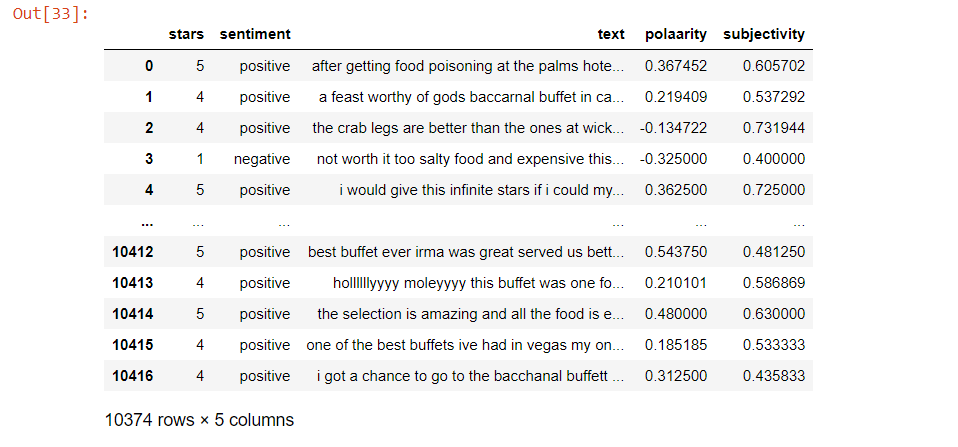 Out[33]:
stars sentiment text polaarity subjectivity
0 5 positive after getting food poisoning at the palms hote... 0.367452 0.605702
1 4 positive a feast worthy of gods baccarnal buffet in ca... 0.219409 0.537292
2 4 positive the crab legs are better than the ones at wick... -0.134722 0.731944
3 1 negative not worth it too salty food and expensive this... -0.325000 0.400000
4 5 positive i would give this infinite stars if i could my... 0.362500 0.725000
... ... ... ... ... ...
10412 5 positive best buffet ever irma was great served us bett... 0.543750 0.481250
10413 4 positive hollllllyyyy moleyyyy this buffet was one fo... 0.210101 0.586869
10414 5 positive the selection is amazing and all the food is e... 0.480000 0.630000
10415 4 positive one of the best buffets ive had in vegas my on... 0.185185 0.533333
10416 4 positive i got a chance to go to the bacchanal buffett ... 0.312500 0.435833
10374 rows × 5 columns